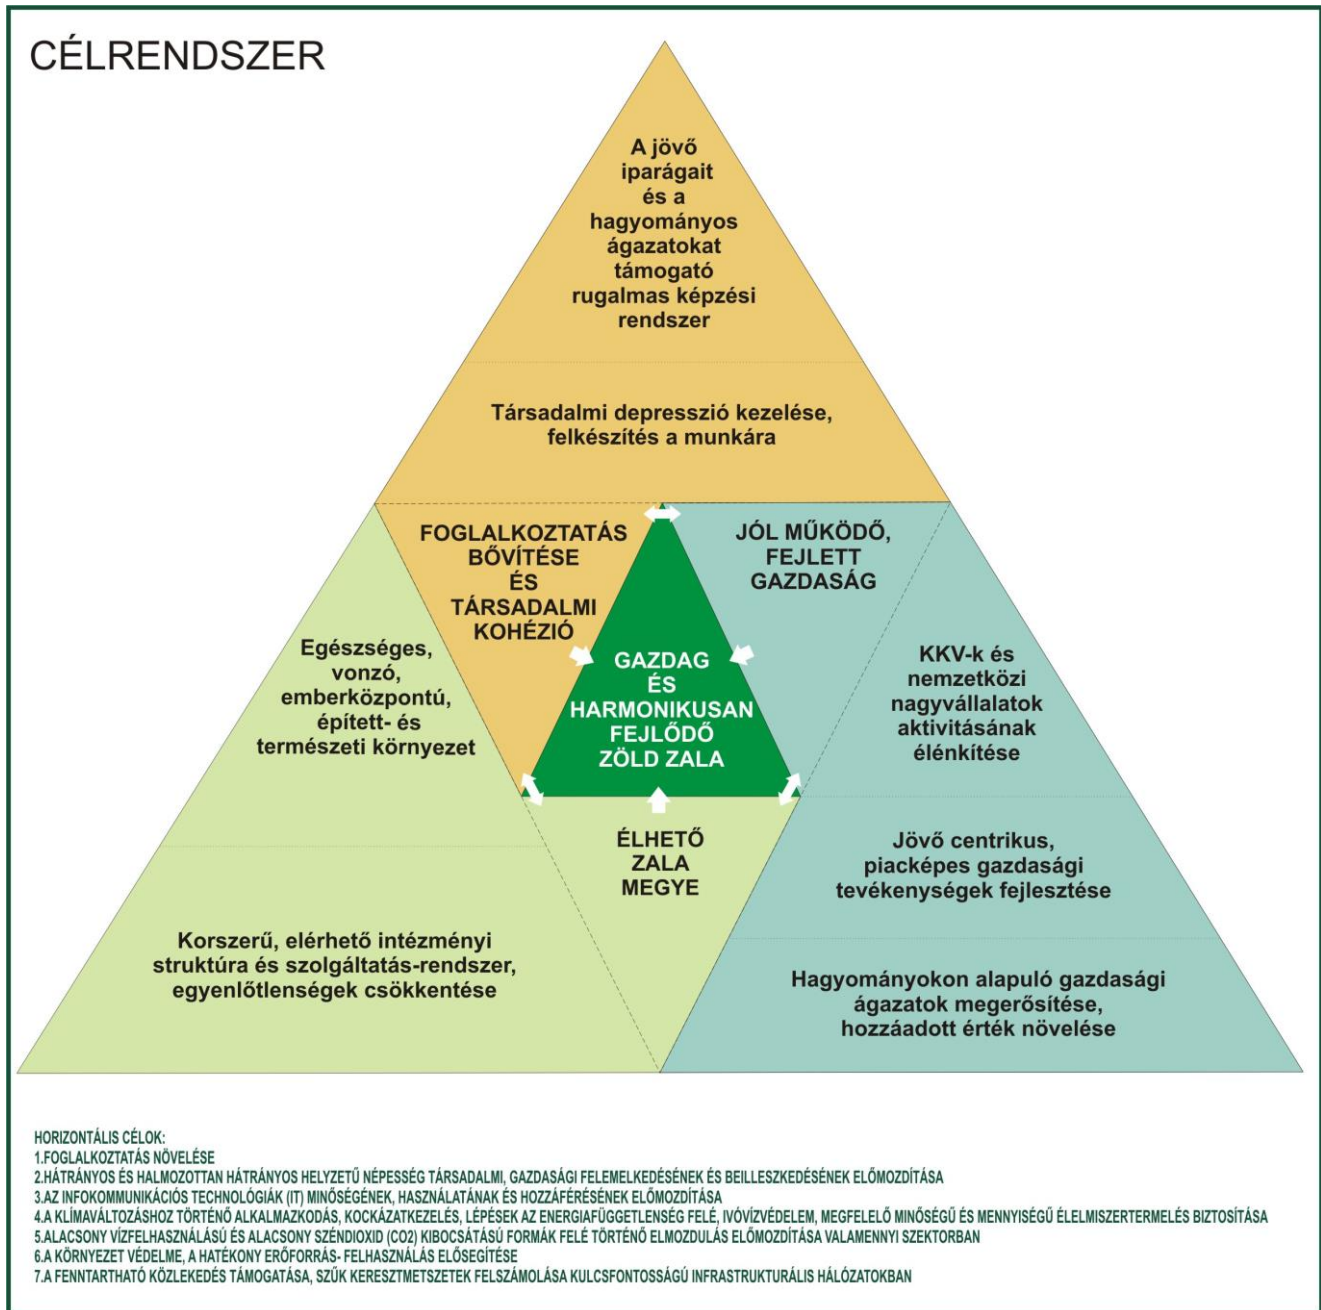 CÉLRENDSZER
A jövő
iparágait
és a
hagyományos
ágazatokat
támogató
rugalmas képzési
rendszer
Társadalmi depresszió kezelése,
felkészítés a munkára
FOGLALKOZTATÁS
BŐVÍTÉSE
ÉS
TÁRSADALMI
KOHÉZIÓ
JÓL MŰKÖDŐ,
FEJLETT
GAZDASÁG
GAZDAG
ÉS
HARMONIKUSAN
FEJLŐDŐ
ZÖLD ZALA
Egészséges,
vonzó,
emberközpontú,
épített- és
természeti környezet
KKV-k és
nemzetközi
nagyvállalatok
aktivitásának
élénkítése
ÉLHETŐ
ZALA
MEGYE
Jövő centrikus,
piacképes gazdasági
tevékenységek fejlesztése
Korszerű, elérhető intézményi
struktúra és szolgáltatás-rendszer,
egyenlőtlenségek csökkentése
Hagyományokon alapuló gazdasági
ágazatok megerősítése,
hozzáadott érték növelése
HORIZONTÁLIS CÉLOK:
1.FOGLALKOZTATÁS NÖVELÉSE
2.HÁTRÁNYOS ÉS HALMOZOTTAN HÁTRÁNYOS HELYZETŰ NÉPESSÉG TÁRSADALMI, GAZDASÁGI FELEMELKEDÉSÉNEK ÉS BEILLESZKEDÉSÉNEK ELŐMOZDÍTÁSA
3.AZ INFOKOMMUNIKÁCIÓS TECHNOLÓGIÁK (IT) MINŐSÉGÉNEK, HASZNÁLATÁNAK ÉS HOZZÁFÉRÉSÉNEK ELŐMOZDÍTÁSA
4.A KLÍMAVÁLTOZÁSHOZ TÖRTÉNŐ ALKALMAZKODÁS, KOCKÁZATKEZELÉS, LÉPÉSEK AZ ENERGIAFÜGGETLENSÉG FELÉ, IVÓVÍZVÉDELEM, MEGFELELŐ MINŐSÉGŰ ÉS MENNYISÉGŰ ÉLELMISZERTERMELÉS BIZTOSÍTÁSA
5.ALACSONY VÍZFELHASZNÁLÁSÚ ÉS ALACSONY SZÉNDIOXID (CO2) KIBOCSÁTÁSÚ FORMÁK FELÉ TÖRTÉNŐ ELMOZDULÁS ELŐMOZDÍTÁSA VALAMENNYI SZEKTORBAN
6.A KÖRNYEZET VÉDELME, A HATÉKONY ERŐFORRÁS- FELHASZNÁLÁS ELŐSEGÍTÉSE
7.A FENNTARTHATÓ KÖZLEKEDÉS TÁMOGATÁSA, SZŰK KERESZTMETSZETEK FELSZÁMOLÁSA KULCSFONTOSSÁGÚ INFRASTRUKTURÁLIS HÁLÓZATOKBAN